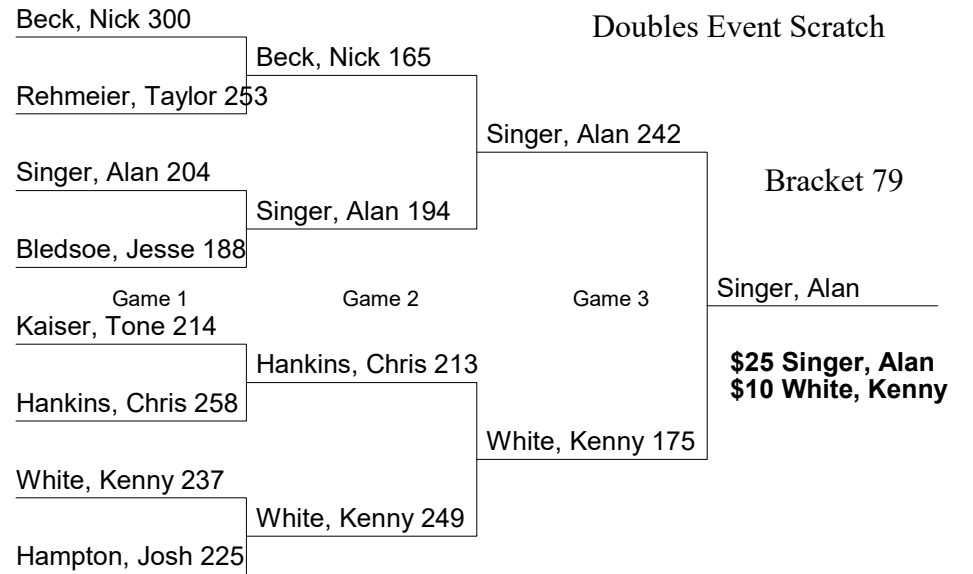 Doubles Event Scratch
Bracket 79
Beck, Nick 300
Rehmeier, Taylor 253
Singer, Alan 204
Bledsoe, Jesse 188
Game 1
Kaiser, Tone 214
Hankins, Chris 258
White, Kenny 237
Hampton, Josh 225
Beck, Nick 165
Singer, Alan 194
Game 2
Hankins, Chris 213
White, Kenny 249
Singer, Alan 242
Game 3
White, Kenny 175
Singer, Alan
$25 Singer, Alan
$10 White, Kenny